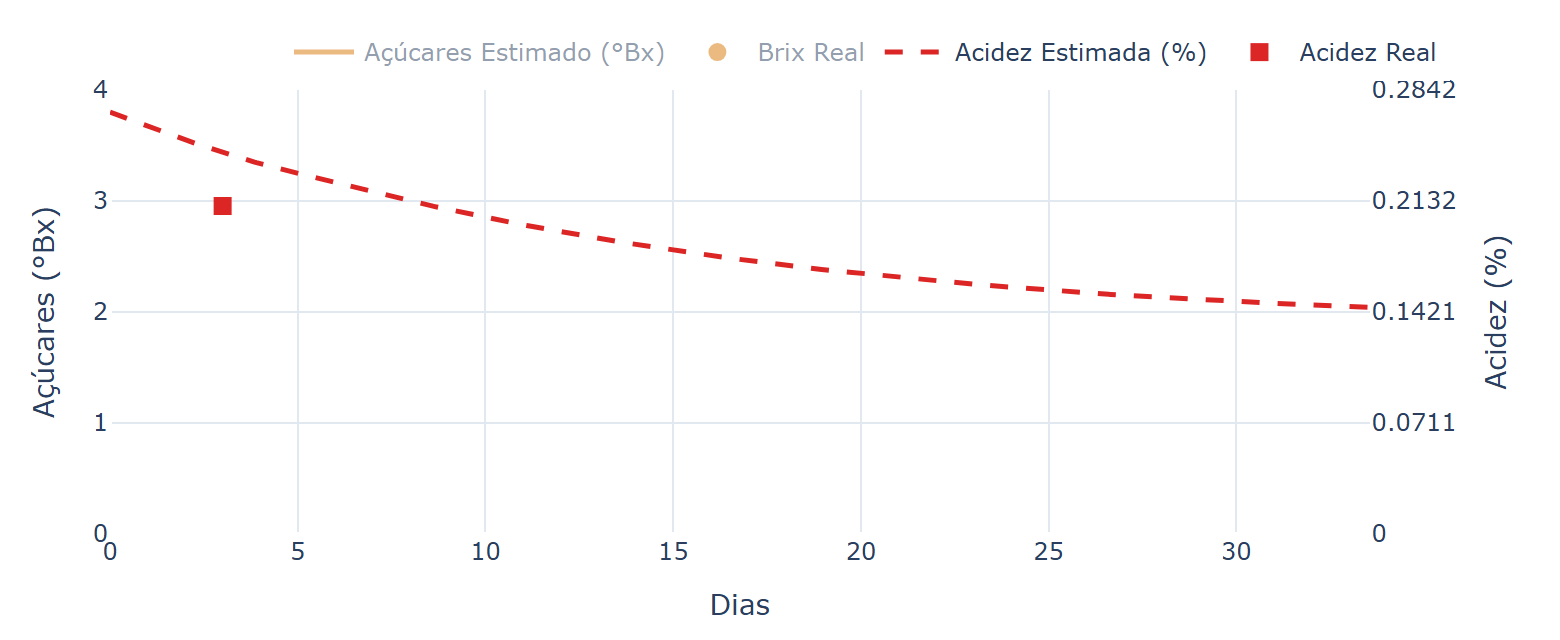 Açúcares Estimado (°Bx) Brix Real Acidez Estimada (%) Acidez Real
4 0.2842
3 0.2132
2 0.1421
1 0.0711
0 0
0 5 10 15 20 25 30
Açúcares (°Bx)
Acidez (%)
Dias